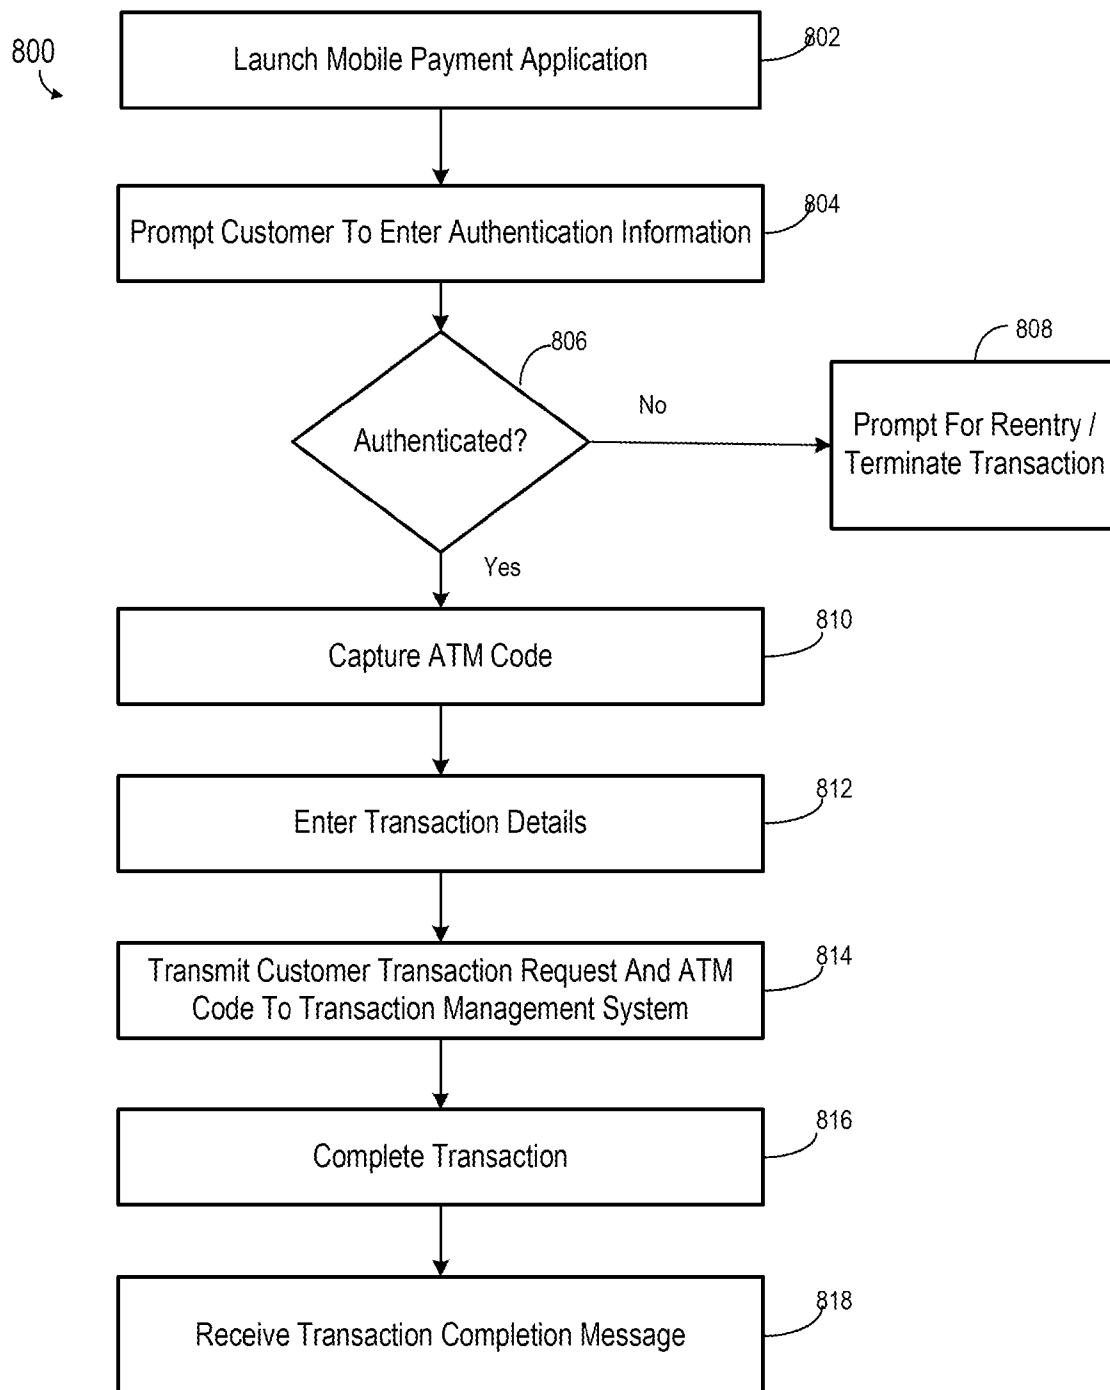 800
Launch Mobile Payment Application
802
Prompt Customer To Enter Authentication Information
804
Authenticated?
806
No
808
Prompt For Reentry /
Terminate Transaction
Yes
Capture ATM Code
810
Enter Transaction Details
812
Transmit Customer Transaction Request And ATM
Code To Transaction Management System
814
Complete Transaction
816
Receive Transaction Completion Message
818